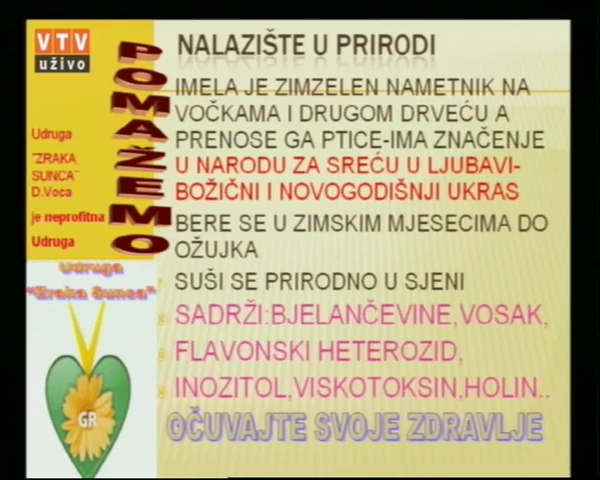 VTV
uživo
POMAŽEMO
NALAZIŠTE U PRIRODI
IMELA JE ZIMZELEN NAMETNIK NA
VOĆKAMA I DRUGOM DRVEĆU A
PRENOSE GA PTICE-IMA ZNAČENJE
U NARODU ZA SREĆU U LJUBAVI-
BOŽIČNI I NOVOGODIŠNJI UKRAS
BERE SE U ZIMSKIM MJESECIMA DO
OŽUJKA
SUŠI SE PRIRODNO U SJENI
SADRŽI:BJELANČEVINE,VOSAK,
FLAVONSKI HETEROZID,
INOZITOL,VISKOTOKSIN,HOLIN..
OČUVAJTE SVOJE ZDRAVLJE
Udruga
"ZRAKA
SUNCA"
D.Voca
je neprofitna
Udruga
Udruga
"Zraka Sunca"
GR